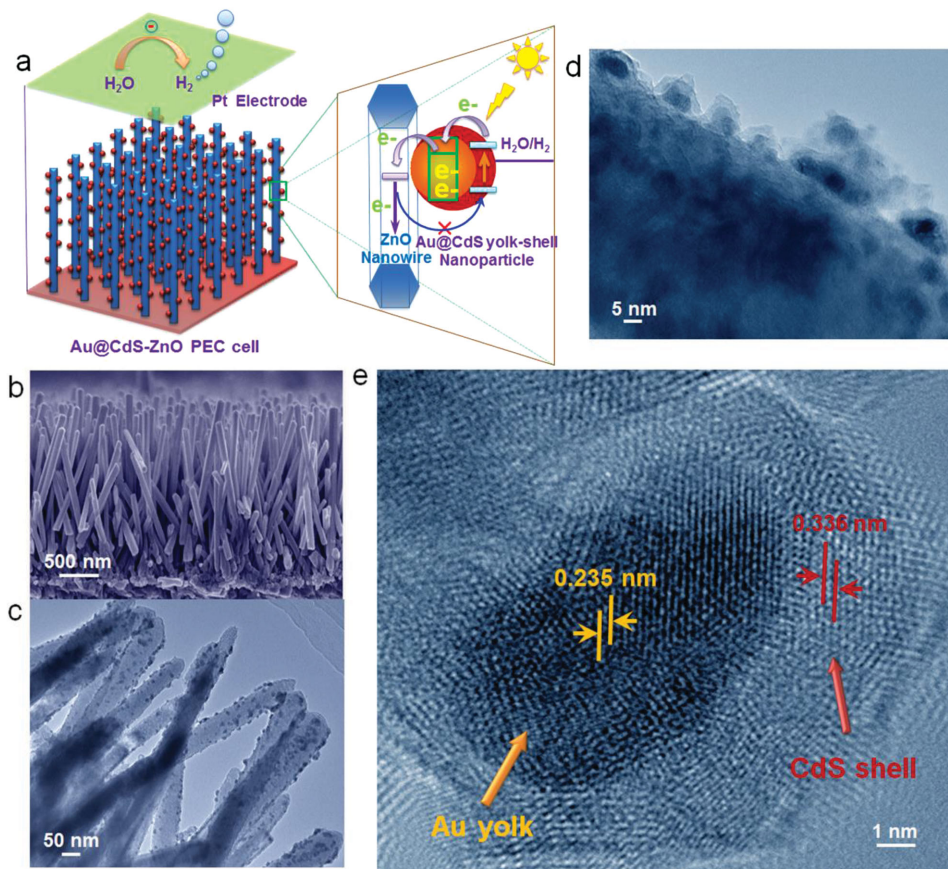 a
H₂O
H₂
Pt Electrode
Au@CdS-ZnO PEC cell
e-
e-
e-
e-
e-
H₂O/H₂
ZnO
Nanowire
Au@CdS yolk-shell
Nanoparticle
b
500 nm
c
50 nm
d
5 nm
e
0.235 nm
0.336 nm
Au yolk
CdS shell
1 nm